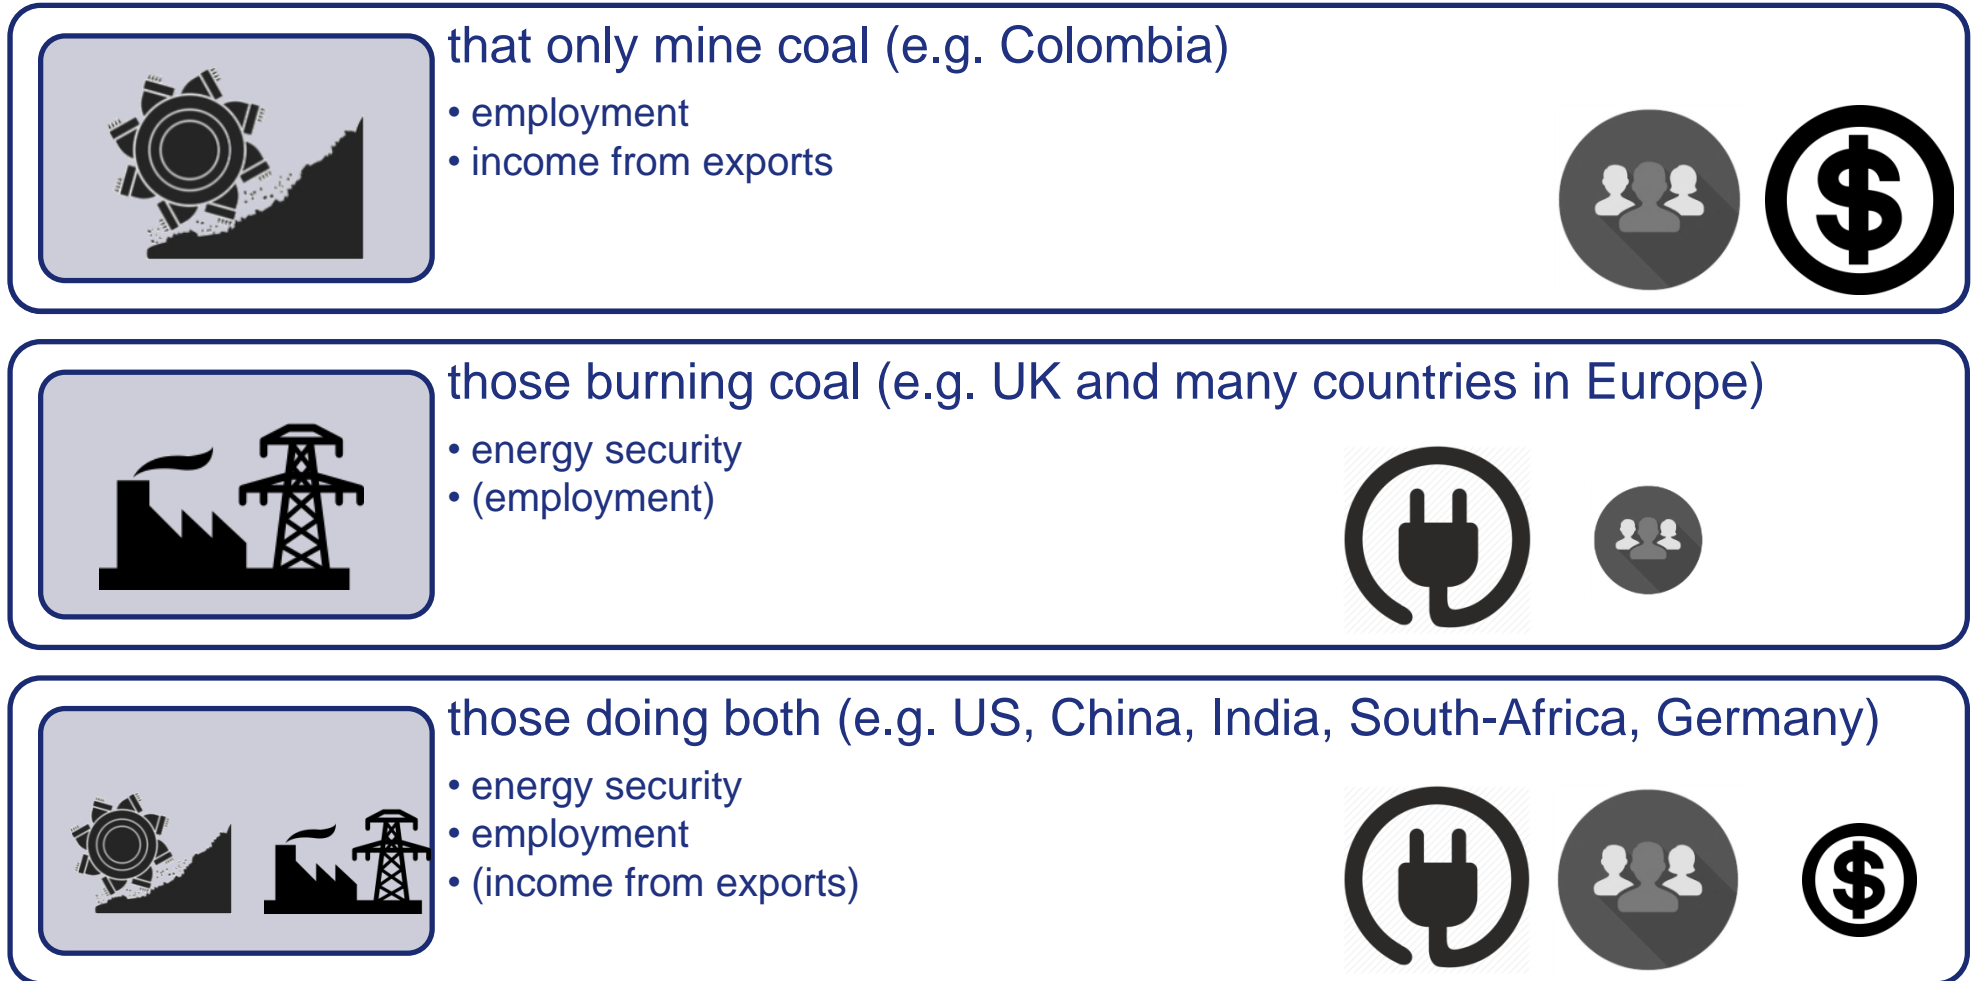 that only mine coal (e.g. Colombia)
• employment
• income from exports
$
those burning coal (e.g. UK and many countries in Europe)
• energy security
• (employment)
those doing both (e.g. US, China, India, South-Africa, Germany)
• energy security
• employment
• (income from exports)
$